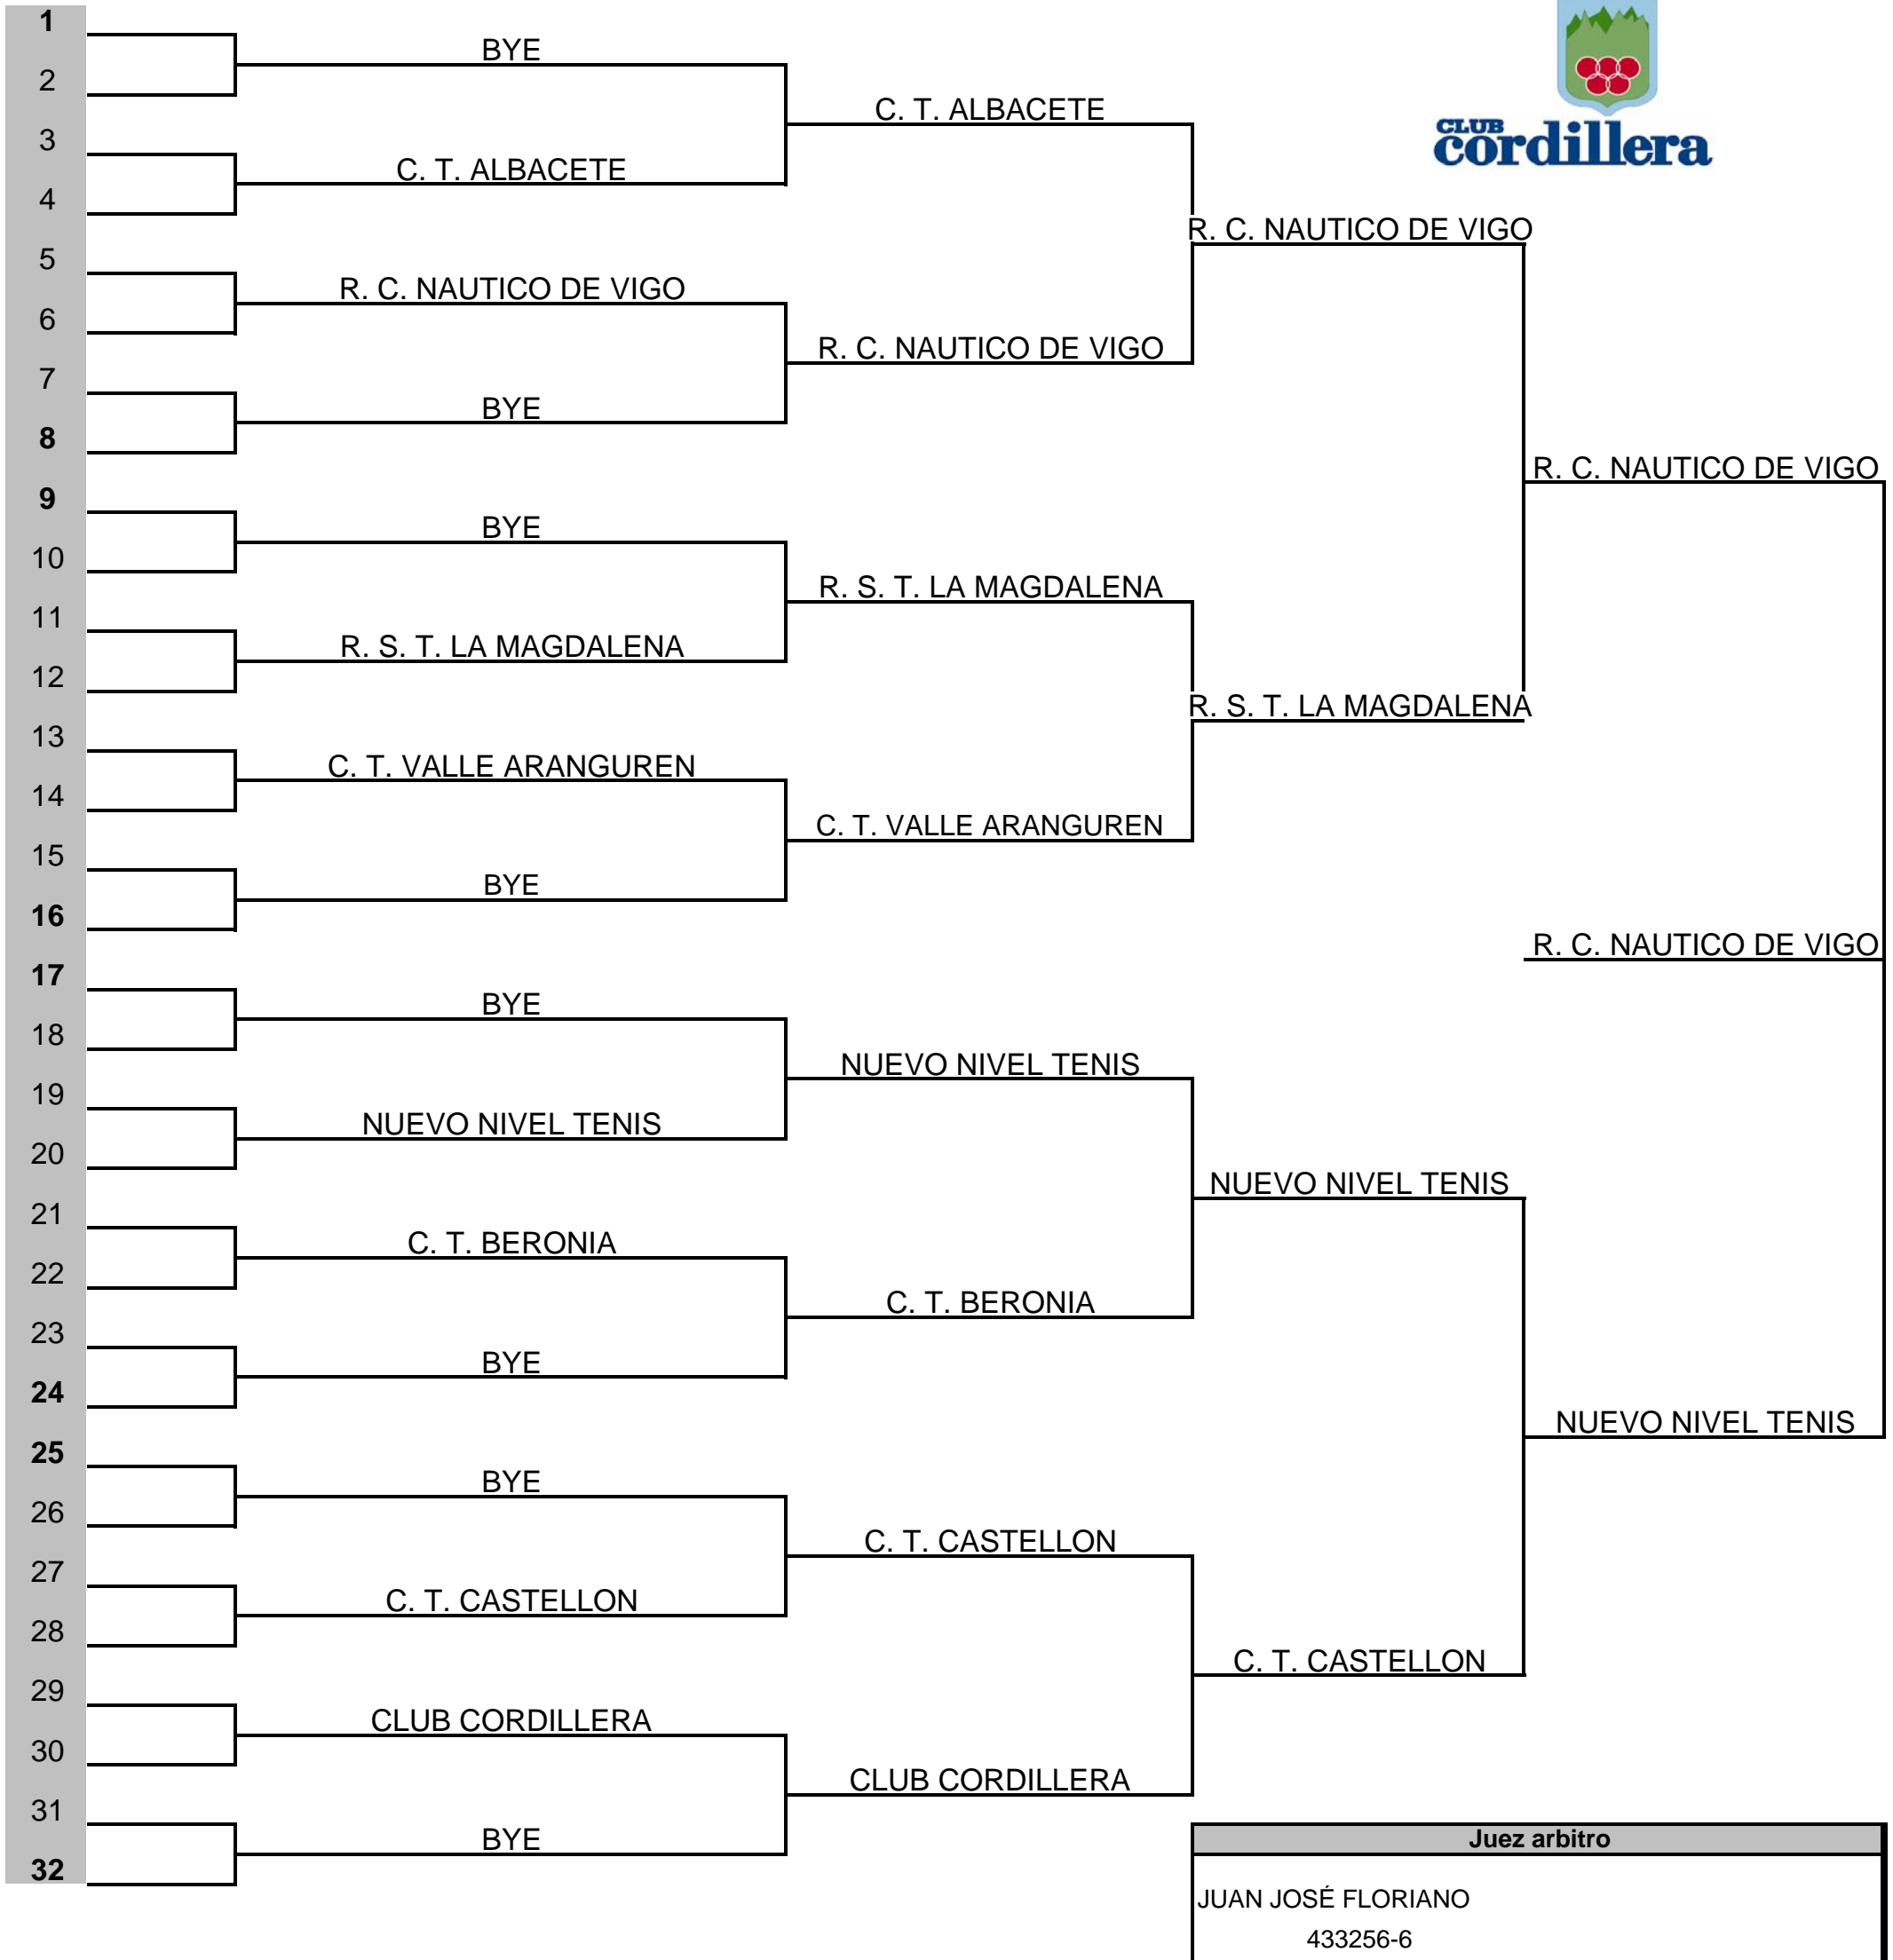 1
BYE
2
C. T. ALBACETE
CLUB
cordillera
3
C. T. ALBACETE
4
R. C. NAUTICO DE VIGO
5
R. C. NAUTICO DE VIGO
6
R. C. NAUTICO DE VIGO
7
BYE
8
R. C. NAUTICO DE VIGO
9
BYE
10
R. S. T. LA MAGDALENA
11
R. S. T. LA MAGDALENA
12
R. S. T. LA MAGDALENA
13
C. T. VALLE ARANGUREN
14
C. T. VALLE ARANGUREN
15
BYE
16
R. C. NAUTICO DE VIGO
17
BYE
18
NUEVO NIVEL TENIS
19
NUEVO NIVEL TENIS
20
NUEVO NIVEL TENIS
21
C. T. BERONIA
22
C. T. BERONIA
23
BYE
24
NUEVO NIVEL TENIS
25
BYE
26
C. T. CASTELLON
27
C. T. CASTELLON
28
C. T. CASTELLON
29
CLUB CORDILLERA
30
CLUB CORDILLERA
31
BYE
32
Juez arbitro
JUAN JOSÉ FLORIANO
433256-6